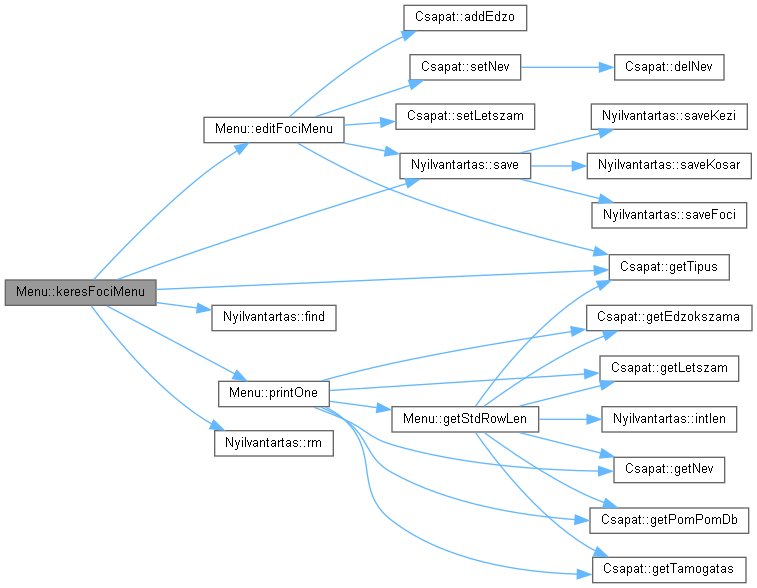 Csapat::addEdzo
Csapat::setNev
Csapat::delNev
Csapat::setLetszam
Nyilvantartas::saveKezi
Menu::editFociMenu
Nyilvantartas::save
Nyilvantartas::saveKosar
Nyilvantartas::saveFoci
Csapat::getTipus
Menu::keresFociMenu
Nyilvantartas::find
Csapat::getEdzokszama
Csapat::getLetszam
Menu::printOne
Menu::getStdRowLen
Nyilvantartas::intlen
Nyilvantartas::rm
Csapat::getNev
Csapat::getPomPomDb
Csapat::getTamogatas